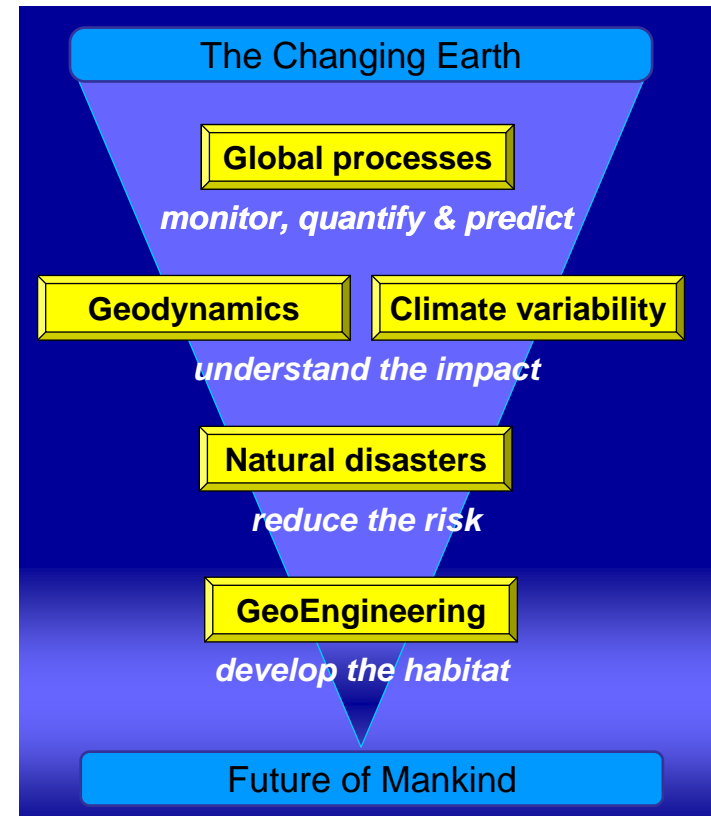 The Changing Earth
Global processes
monitor, quantify & predict
Geodynamics
Climate variability
understand the impact
Natural disasters
reduce the risk
GeoEngineering
develop the habitat
Future of Mankind